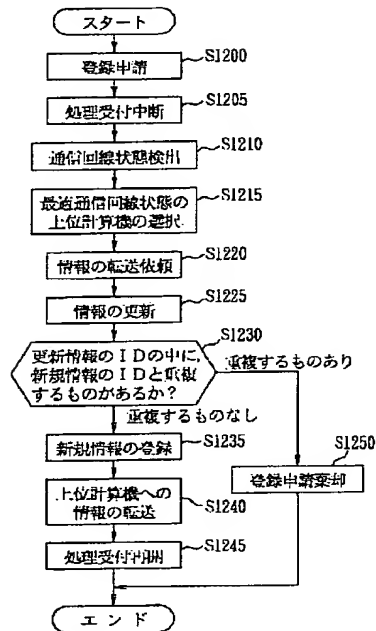 スタート
S1200
登録申請
S1205
処理受付中断
S1210
通信回線状態検出
S1215
最適通信回線状態の
上位計算機の選択
S1220
情報の転送依頼
S1225
情報の更新
S1230
更新情報のIDの中に,
新規情報のIDと重複
するものがあるか?
重複するものあり
重複するものなし
S1235
新規情報の登録
S1250
登録申請棄却
上位計算機への
情報の転送
S1240
処理受付再開
S1245
エンド